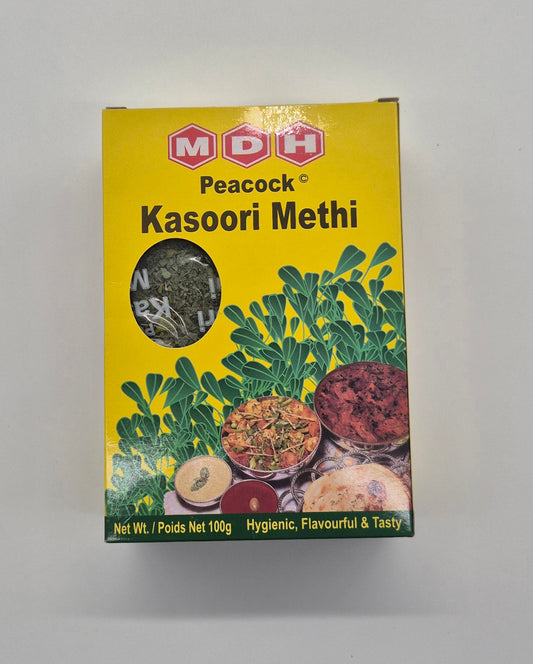 MDH
Peacock ©
Kasoori Methi
Net Wt. / Poids Net 100g Hygienic, Flavourful & Tasty